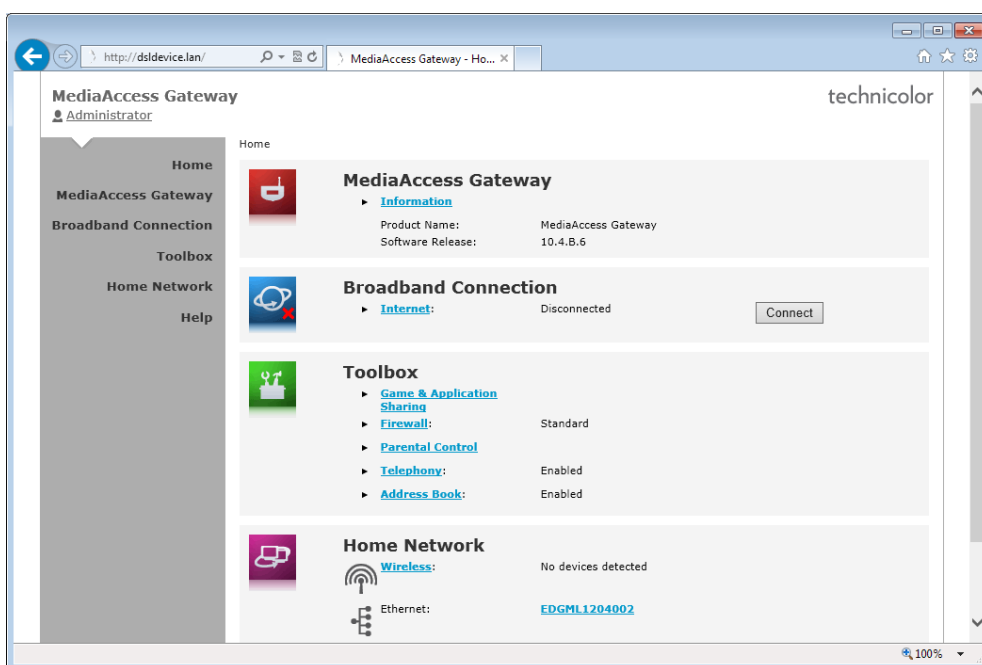 http://dsldevice.lan/
MediaAccess Gateway - Ho...
MediaAccess Gateway
technicolor
Administrator
Home
Home
MediaAccess Gateway
Broadband Connection
Toolbox
Home Network
Help
MediaAccess Gateway
Information
Product Name: MediaAccess Gateway
Software Release: 10.4.B.6
Broadband Connection
Internet: Disconnected Connect
Toolbox
Game & Application
Sharing
Firewall: Standard
Parental Control
Telephony: Enabled
Address Book: Enabled
Home Network
Wireless: No devices detected
Ethernet: EDGML1204002
100%